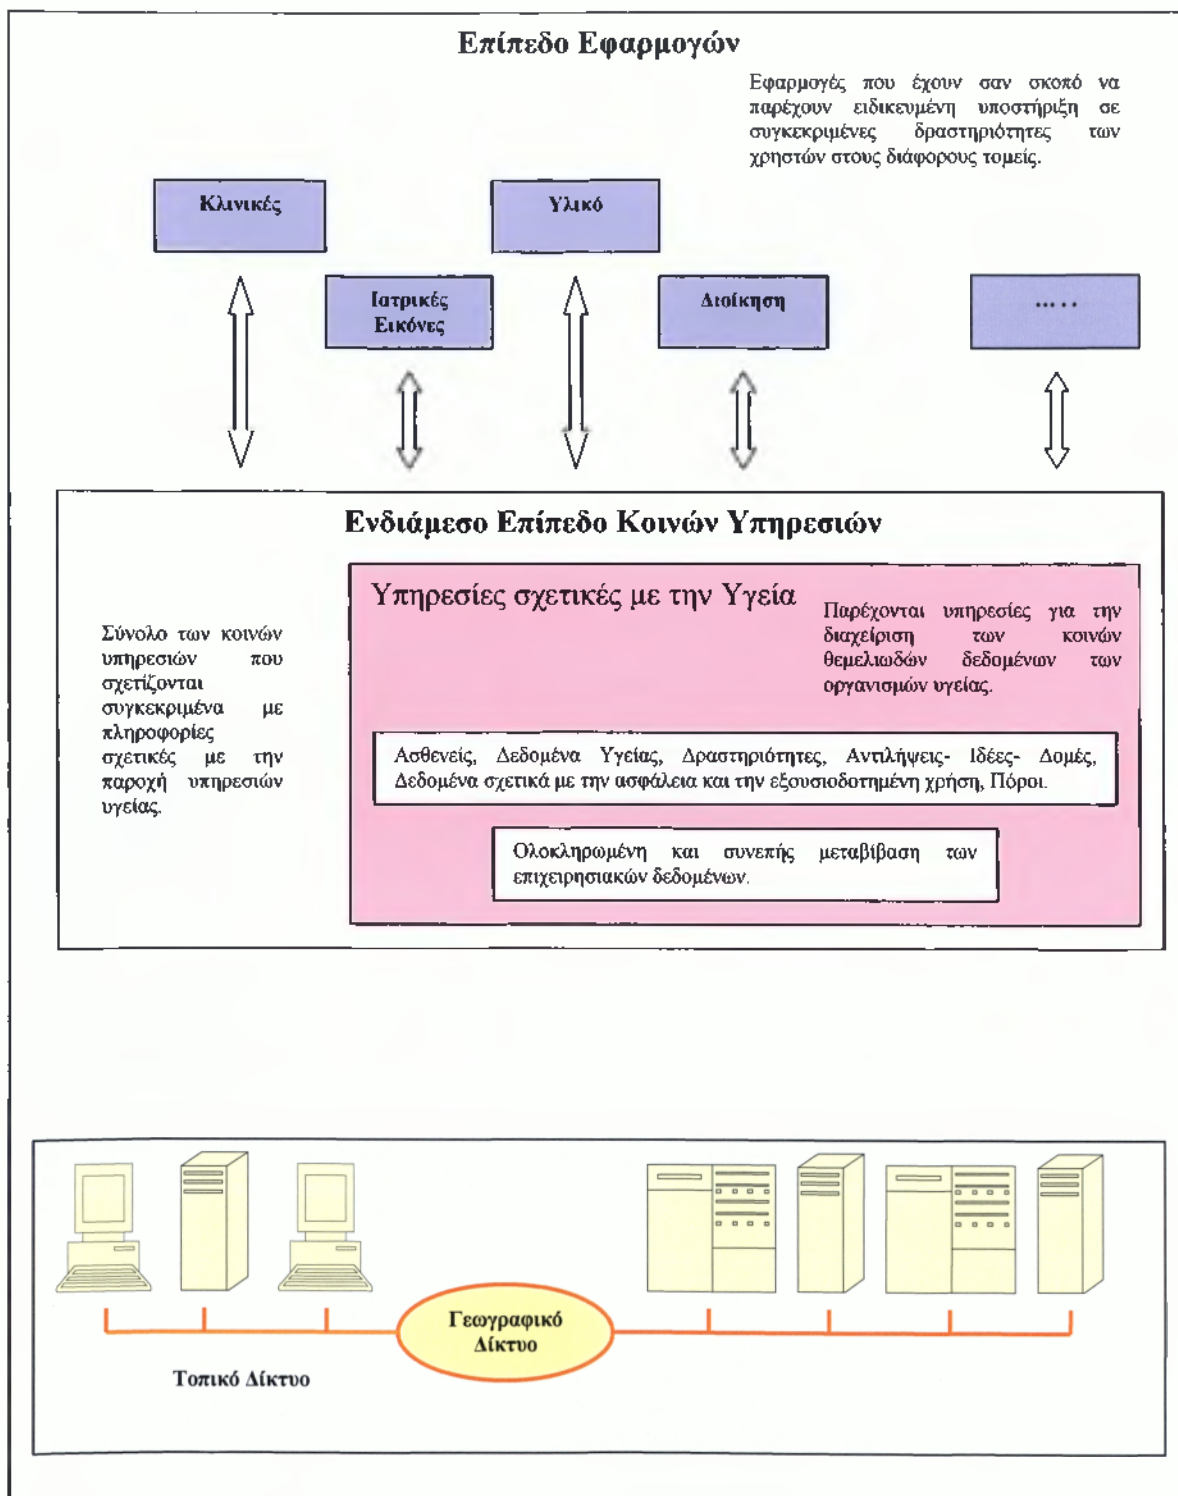 Επίπεδο Εφαρμογών
Εφαρμογές που έχουν σαν σκοπό να
παρέχουν ειδικευμένη υποστήριξη σε
συγκεκριμένες δραστηριότητες των
χρηστών στους διάφορους τομείς.
Κλινικές
Υλικό
Ιατρικές
Εικόνες
Διοίκηση
.....
Ενδιάμεσο Επίπεδο Κοινών Υπηρεσιών
Σύνολο των κοινών
υπηρεσιών που
σχετίζονται
συγκεκριμένα με
πληροφορίες
σχετικές με την
παροχή υπηρεσιών
υγείας.
Υπηρεσίες σχετικές με την Υγεία
Παρέχονται υπηρεσίες για την
διαχείριση των κοινών
θεμελιωδών δεδομένων των
οργανισμών υγείας.
Ασθενείς, Δεδομένα Υγείας, Δραστηριότητες, Αντιλήψεις- Ιδέες- Δομές,
Δεδομένα σχετικά με την ασφάλεια και την εξουσιοδοτημένη χρήση, Πόροι.
Ολοκληρωμένη και συνεπής μεταβίβαση των
επιχειρησιακών δεδομένων.
Γεωγραφικό
Δίκτυο
Τοπικό Δίκτυο